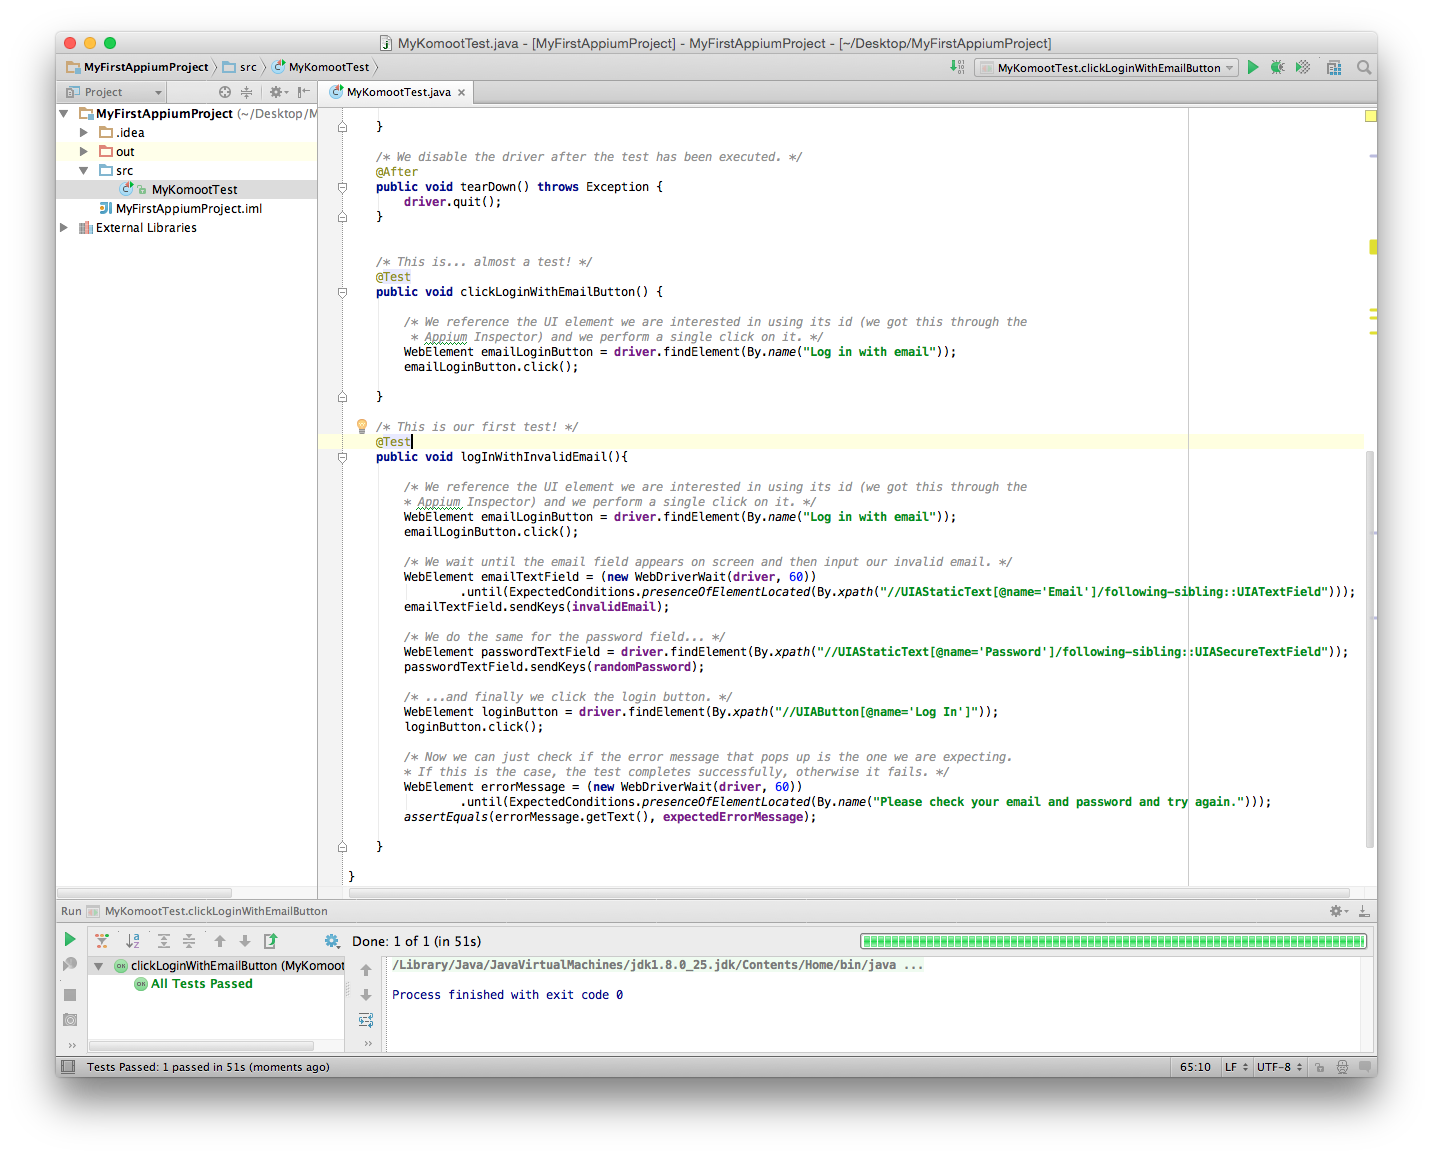 MyKomootTest.java - [MyFirstAppiumProject] - MyFirstAppiumProject - [~/Desktop/MyFirstAppiumProject]
MyFirstAppiumProject src MyKomootTest MyKomootTest.clickLoginWithEmailButton
Project MyKomootTest.java
MyFirstAppiumProject (~/Desktop/M
.idea
out
src
MyKomootTest
MyFirstAppiumProject.iml
External Libraries
}
/* We disable the driver after the test has been executed. */
@After
public void tearDown() throws Exception {
driver.quit();
}
/* This is... almost a test! */
@Test
public void clickLoginWithEmailButton() {
/* We reference the UI element we are interested in using its id (we got this through the
* Appium Inspector) and we perform a single click on it. */
WebElement emailLoginButton = driver.findElement(By.name("Log in with email"));
emailLoginButton.click();
}
/* This is our first test! */
@Test
public void logInWithInvalidEmail(){
/* We reference the UI element we are interested in using its id (we got this through the
* Appium Inspector) and we perform a single click on it. */
WebElement emailLoginButton = driver.findElement(By.name("Log in with email"));
emailLoginButton.click();
/* We wait until the email field appears on screen and then input our invalid email. */
WebElement emailTextField = (new WebDriverWait(driver, 60))
.until(ExpectedConditions.presenceOfElementLocated(By.xpath("//UIAStaticText[@name='Email']/following-sibling::UIATextField")));
emailTextField.sendKeys(invalidEmail);
/* We do the same for the password field... */
WebElement passwordTextField = driver.findElement(By.xpath("//UIAStaticText[@name='Password']/following-sibling::UIASecureTextField"));
passwordTextField.sendKeys(randomPassword);
/* ...and finally we click the login button. */
WebElement loginButton = driver.findElement(By.xpath("//UIAButton[@name='Log In']"));
loginButton.click();
/* Now we can just check if the error message that pops up is the one we are expecting.
* If this is the case, the test completes successfully, otherwise it fails. */
WebElement errorMessage = (new WebDriverWait(driver, 60))
.until(ExpectedConditions.presenceOfElementLocated(By.name("Please check your email and password and try again.")));
assertEquals(errorMessage.getText(), expectedErrorMessage);
}
}
Run MyKomootTest.clickLoginWithEmailButton
Done: 1 of 1 (in 51s)
clickLoginWithEmailButton (MyKomoot
All Tests Passed
/Library/Java/JavaVirtualMachines/jdk1.8.0_25.jdk/Contents/Home/bin/java ...
Process finished with exit code 0
Tests Passed: 1 passed in 51s (moments ago) 65:10 LF UTF-8